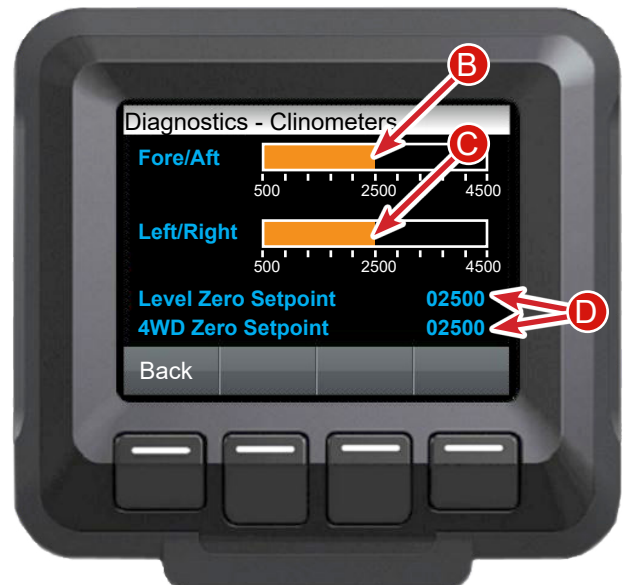 B
Diagnostics - Clinometers
C
Fore/Aft
500 2500 4500
Left/Right
500 2500 4500
D
Level Zero Setpoint 02500
4WD Zero Setpoint 02500
Back